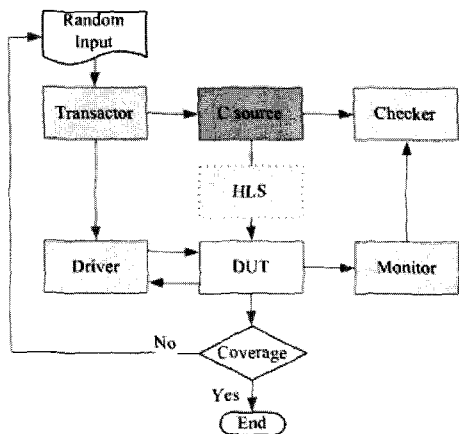 Random
Input
Transactor
C source
Checker
HLS
Driver
DUT
Monitor
No
Coverage
Yes
End